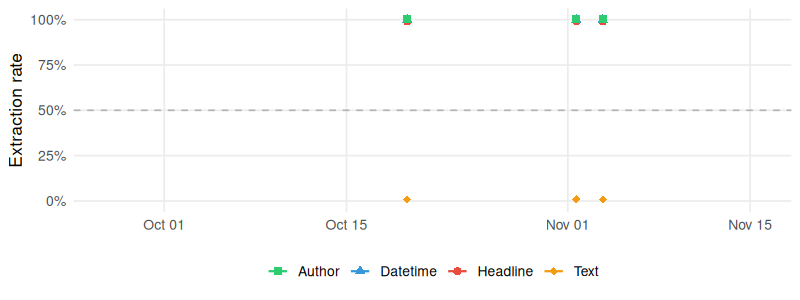 100%
75%
50%
25%
0%
Extraction rate
Oct 01 Oct 15 Nov 01 Nov 15
Author Datetime Headline Text